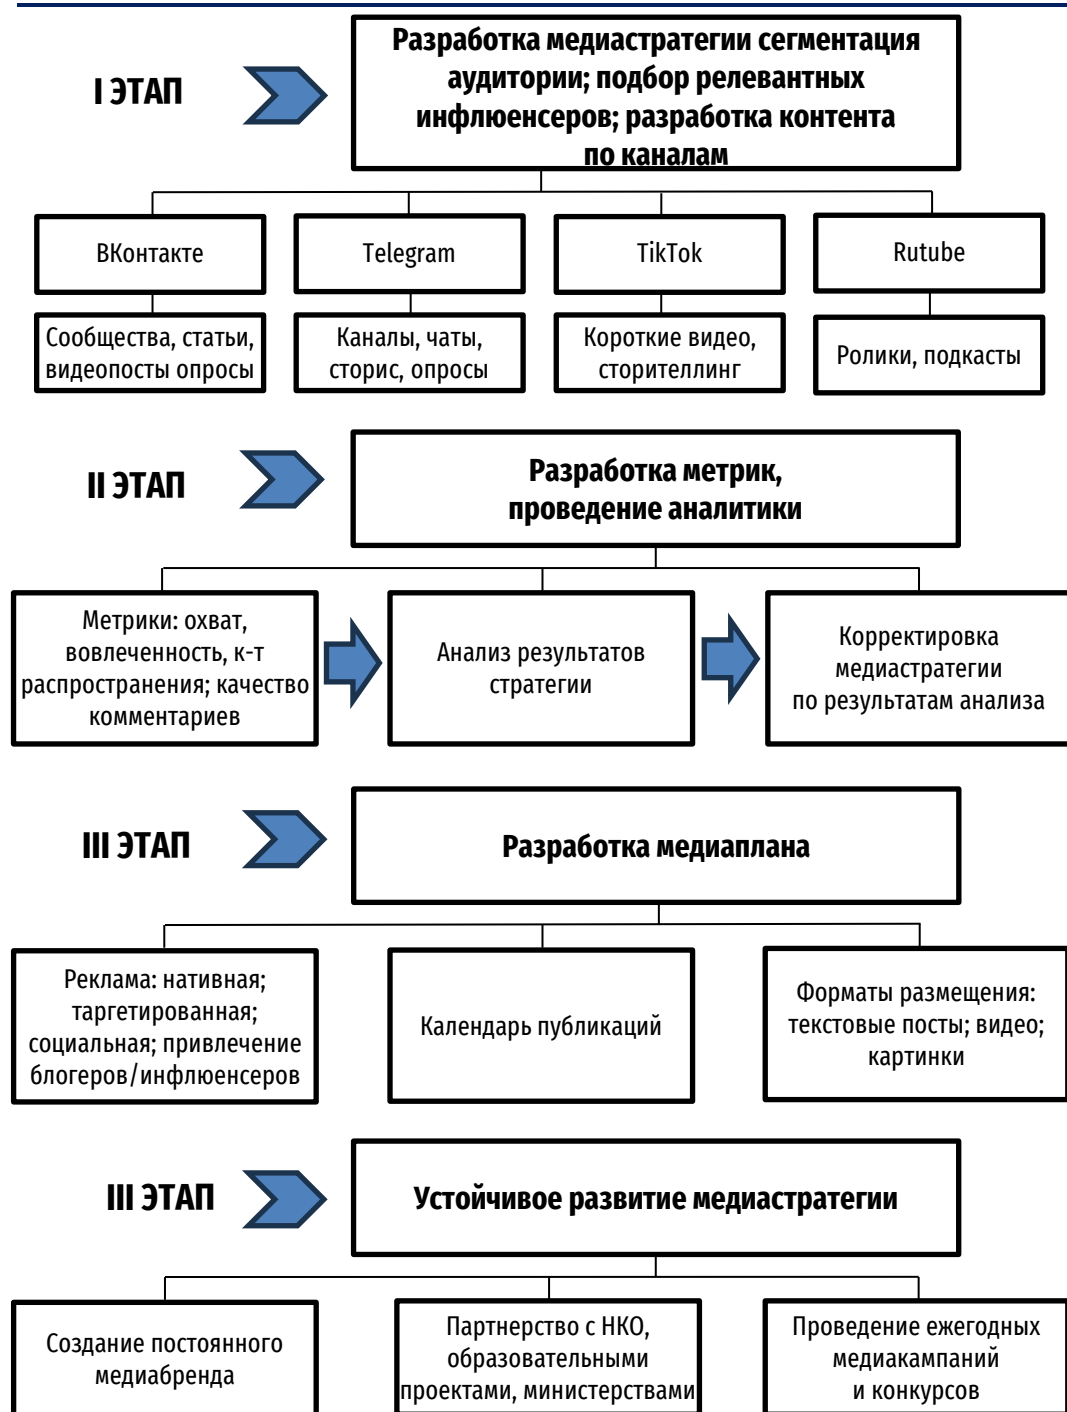 I ЭТАП
Разработка медиастратегии сегментация
аудитории; подбор релевантных
инфлюенсеров; разработка контента
по каналам
ВКонтакте
Telegram
TikTok
Rutube
Сообщества, статьи,
видеопосты опросы
Каналы, чаты,
сторис, опросы
Короткие видео,
сторителлинг
Ролики, подкасты
II ЭТАП
Разработка метрик,
проведение аналитики
Метрики: охват,
вовлеченность, к-т
распространения; качество
комментариев
Анализ результатов
стратегии
Корректировка
медиастратегии
по результатам анализа
III ЭТАП
Разработка медиаплана
Реклама: нативная;
таргетированная;
социальная; привлечение
блогеров/инфлюенсеров
Календарь публикаций
Форматы размещения:
текстовые посты; видео;
картинки
III ЭТАП
Устойчивое развитие медиастратегии
Создание постоянного
медиабренда
Партнерство с НКО,
образовательными
проектами, министерствами
Проведение ежегодных
медиакампаний
и конкурсов